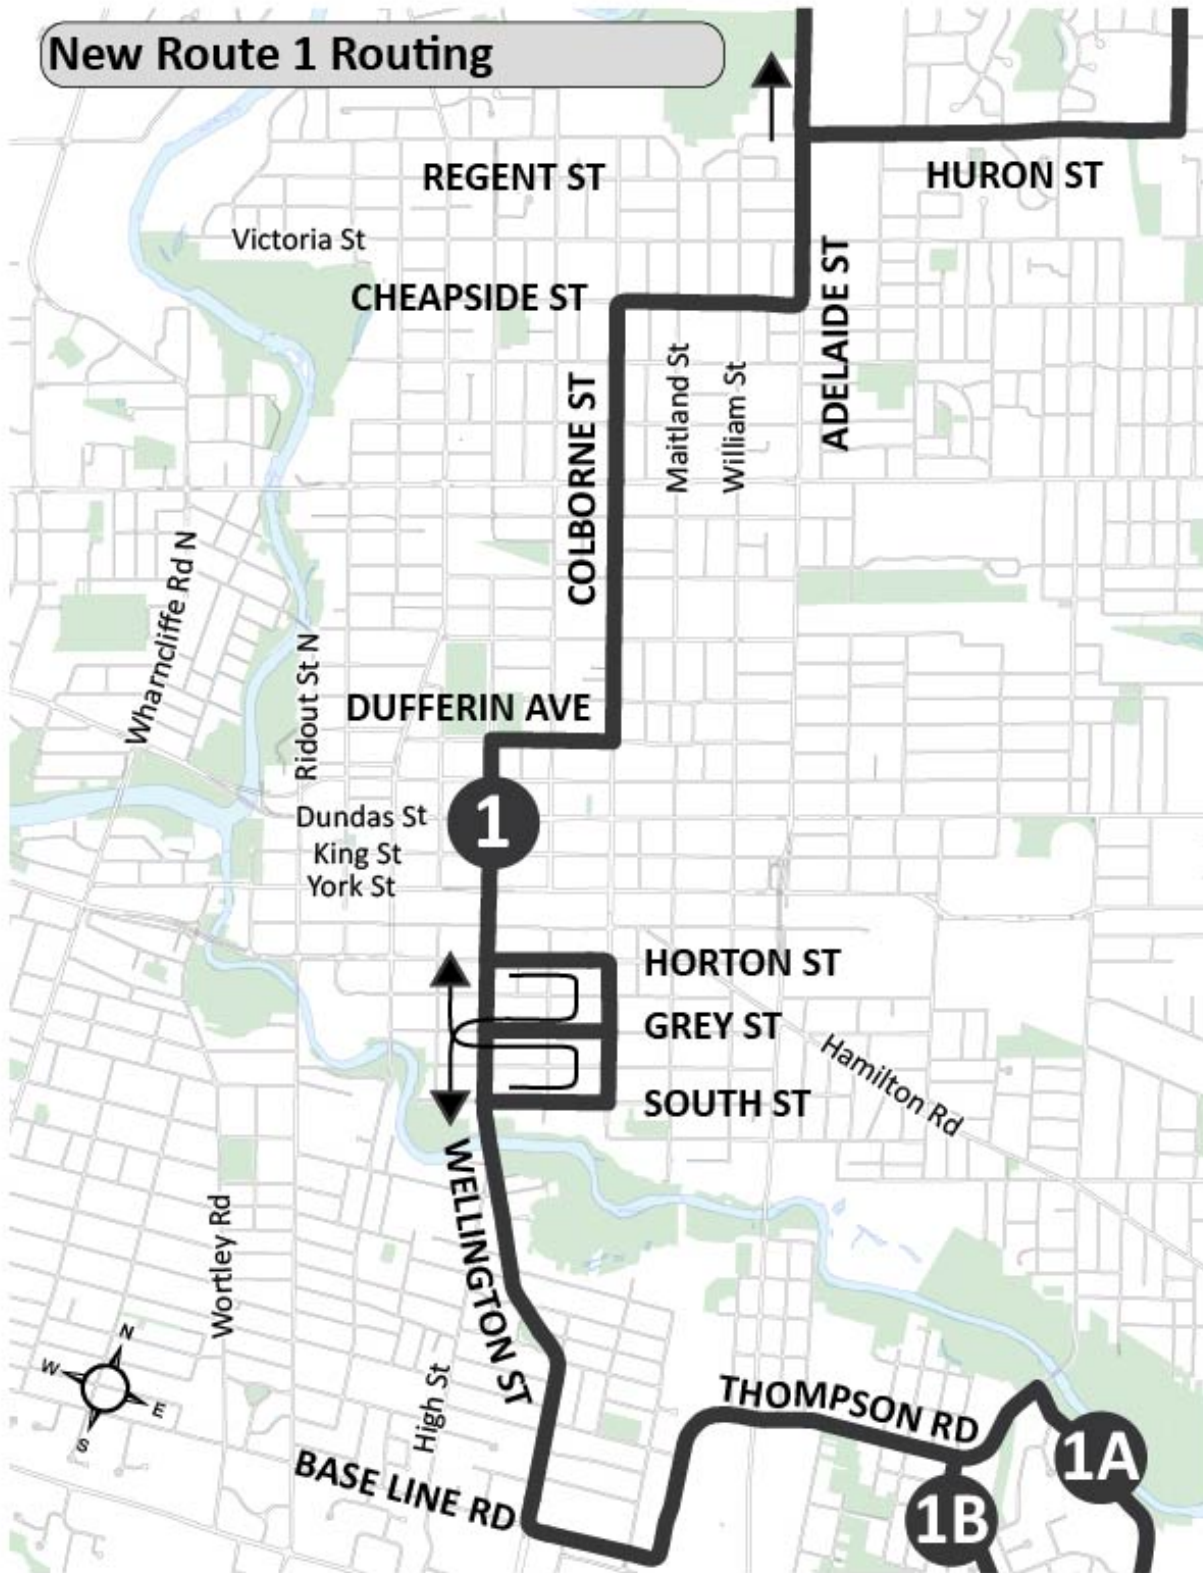 New Route 1 Routing
REGENT ST
HURON ST
Victoria St
CHEAPSIDE ST
ADELAIDE ST
COLBORNE ST
Maitland St
William St
Wharncliffe Rd N
Ridout St N
DUFFERIN AVE
1
Dundas St
King St
York St
HORTON ST
GREY ST
SOUTH ST
Hamilton Rd
WELLINGTON ST
Wortley Rd
High St
N
W
E
S
THOMPSON RD
BASE LINE RD
1A
1B